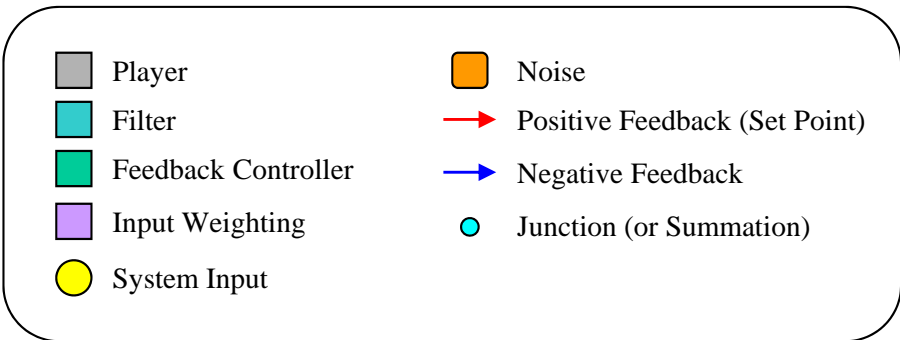 Player
Filter
Feedback Controller
Input Weighting
System Input
Noise
Positive Feedback (Set Point)
Negative Feedback
Junction (or Summation)